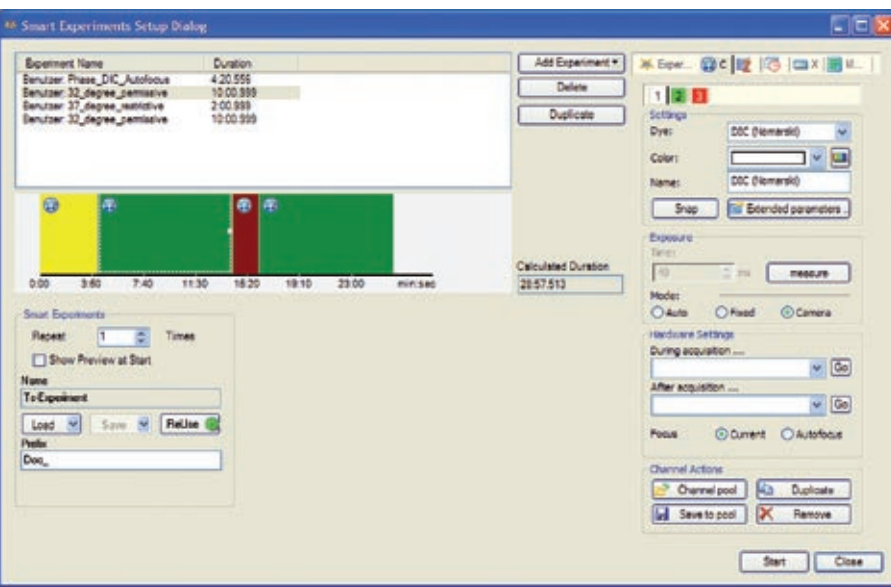 Smart Experiments Setup Dialog
Experiment Name Duration
Benutzer: Phase_DIC_Autofocus 4:20.556
Benutzer: 32_degree_permissive 10:00.999
Benutzer: 37_degree_restrictive 2:00.999
Benutzer: 32_degree_permissive 10:00.999
Add Experiment
Delete
Duplicate
0:00 3:50 7:40 11:30 15:20 19:10 23:00 min:sec
Calculated Duration
28:57.513
Smart Experiments
Repeat 1 Times
Show Preview at Start
Name
Ts-Expeiment
Load Save ReUse
Prefix
Doc_
Exper... C X M...
1 2 3
Settings
Dye: DIC (Nomarski)
Color:
Name: DIC (Nomarski)
Snap Extended parameters ..
Exposure
Time:
ms measure
Mode:
Auto Fixed Camera
Hardware Settings
During acquisition ....
Go
After acquisition ....
Go
Focus Current Autofocus
Channel Actions
Channel pool Duplicate
Save to pool Remove
Start Close